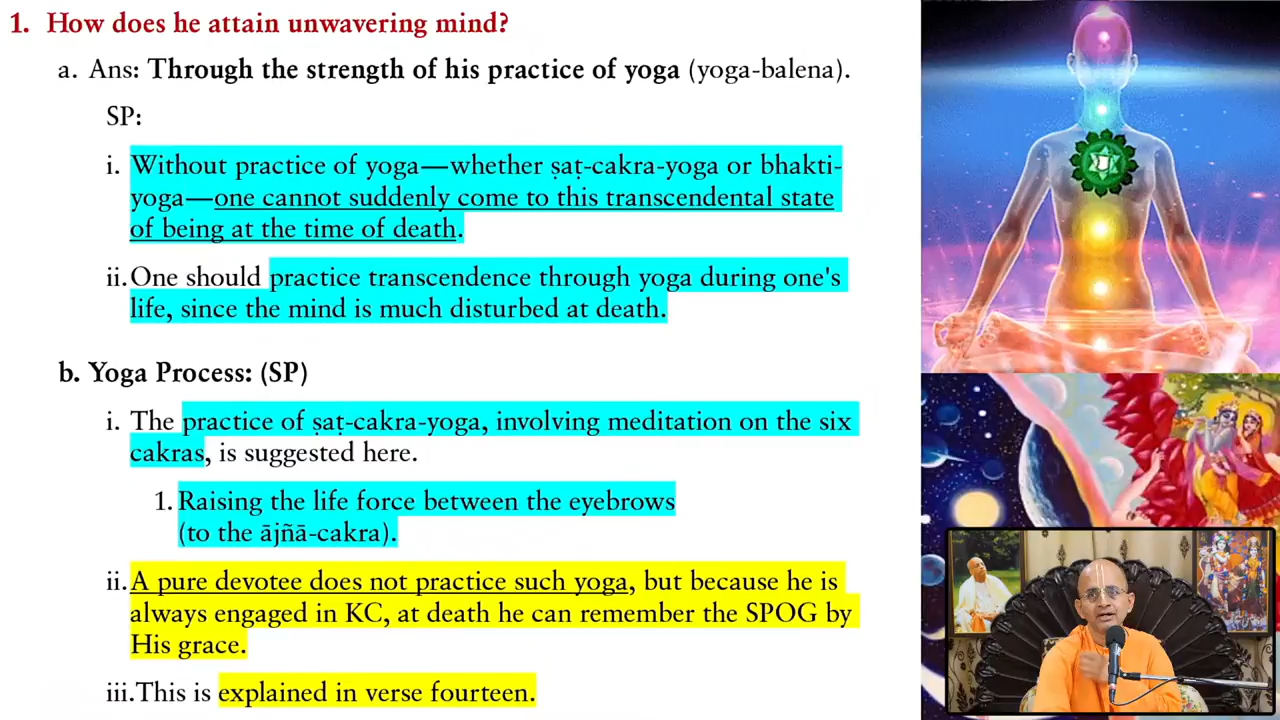 1. How does he attain unwavering mind?
a. Ans: Through the strength of his practice of yoga (yoga-balena).
SP:
i. Without practice of yoga—whether ṣaṭ-cakra-yoga or bhakti-
yoga—one cannot suddenly come to this transcendental state
of being at the time of death.
ii. One should practice transcendence through yoga during one's
life, since the mind is much disturbed at death.
b. Yoga Process: (SP)
i. The practice of ṣaṭ-cakra-yoga, involving meditation on the six
cakras, is suggested here.
1. Raising the life force between the eyebrows
(to the ājñā-cakra).
ii. A pure devotee does not practice such yoga, but because he is
always engaged in KC, at death he can remember the SPOG by
His grace.
iii. This is explained in verse fourteen.